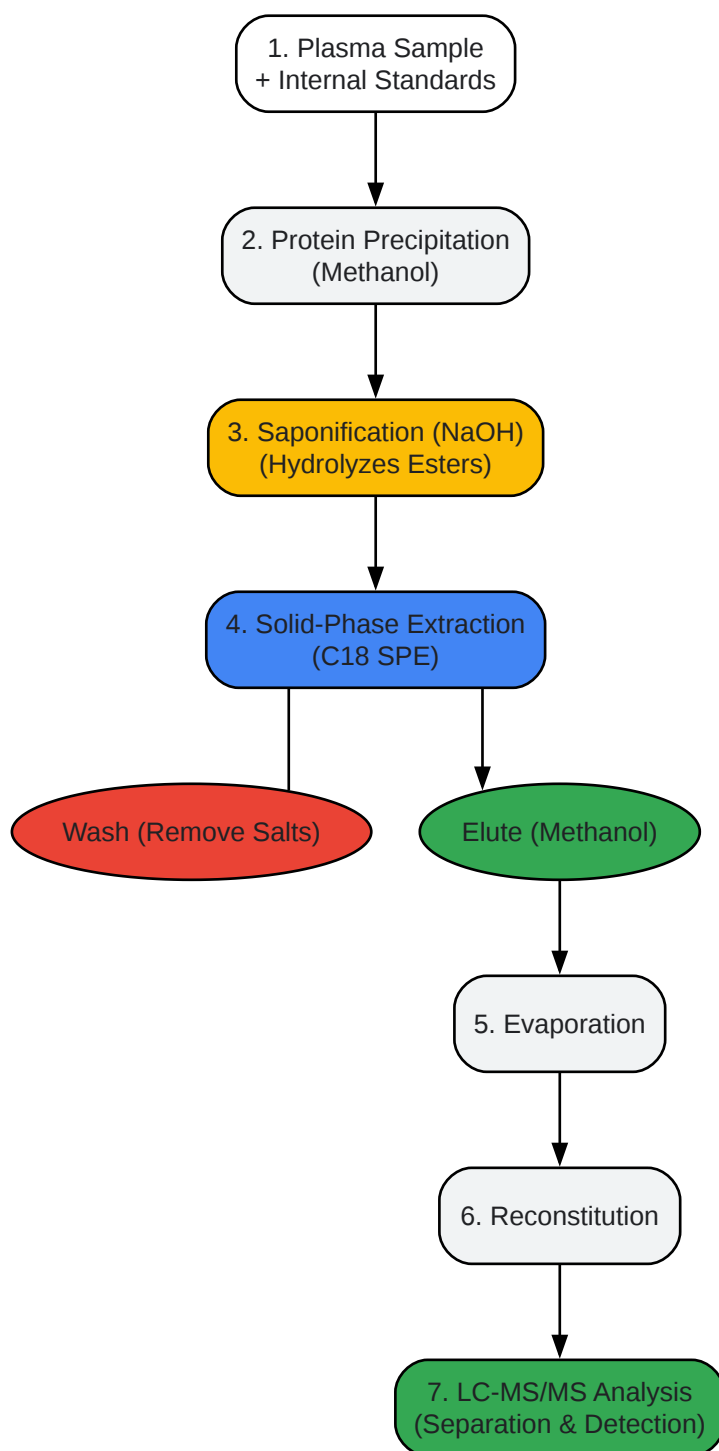 1. Plasma Sample
+ Internal Standards
2. Protein Precipitation
(Methanol)
3. Saponification (NaOH)
(Hydrolyzes Esters)
4. Solid-Phase Extraction
(C18 SPE)
Wash (Remove Salts)
Elute (Methanol)
5. Evaporation
6. Reconstitution
7. LC-MS/MS Analysis
(Separation & Detection)